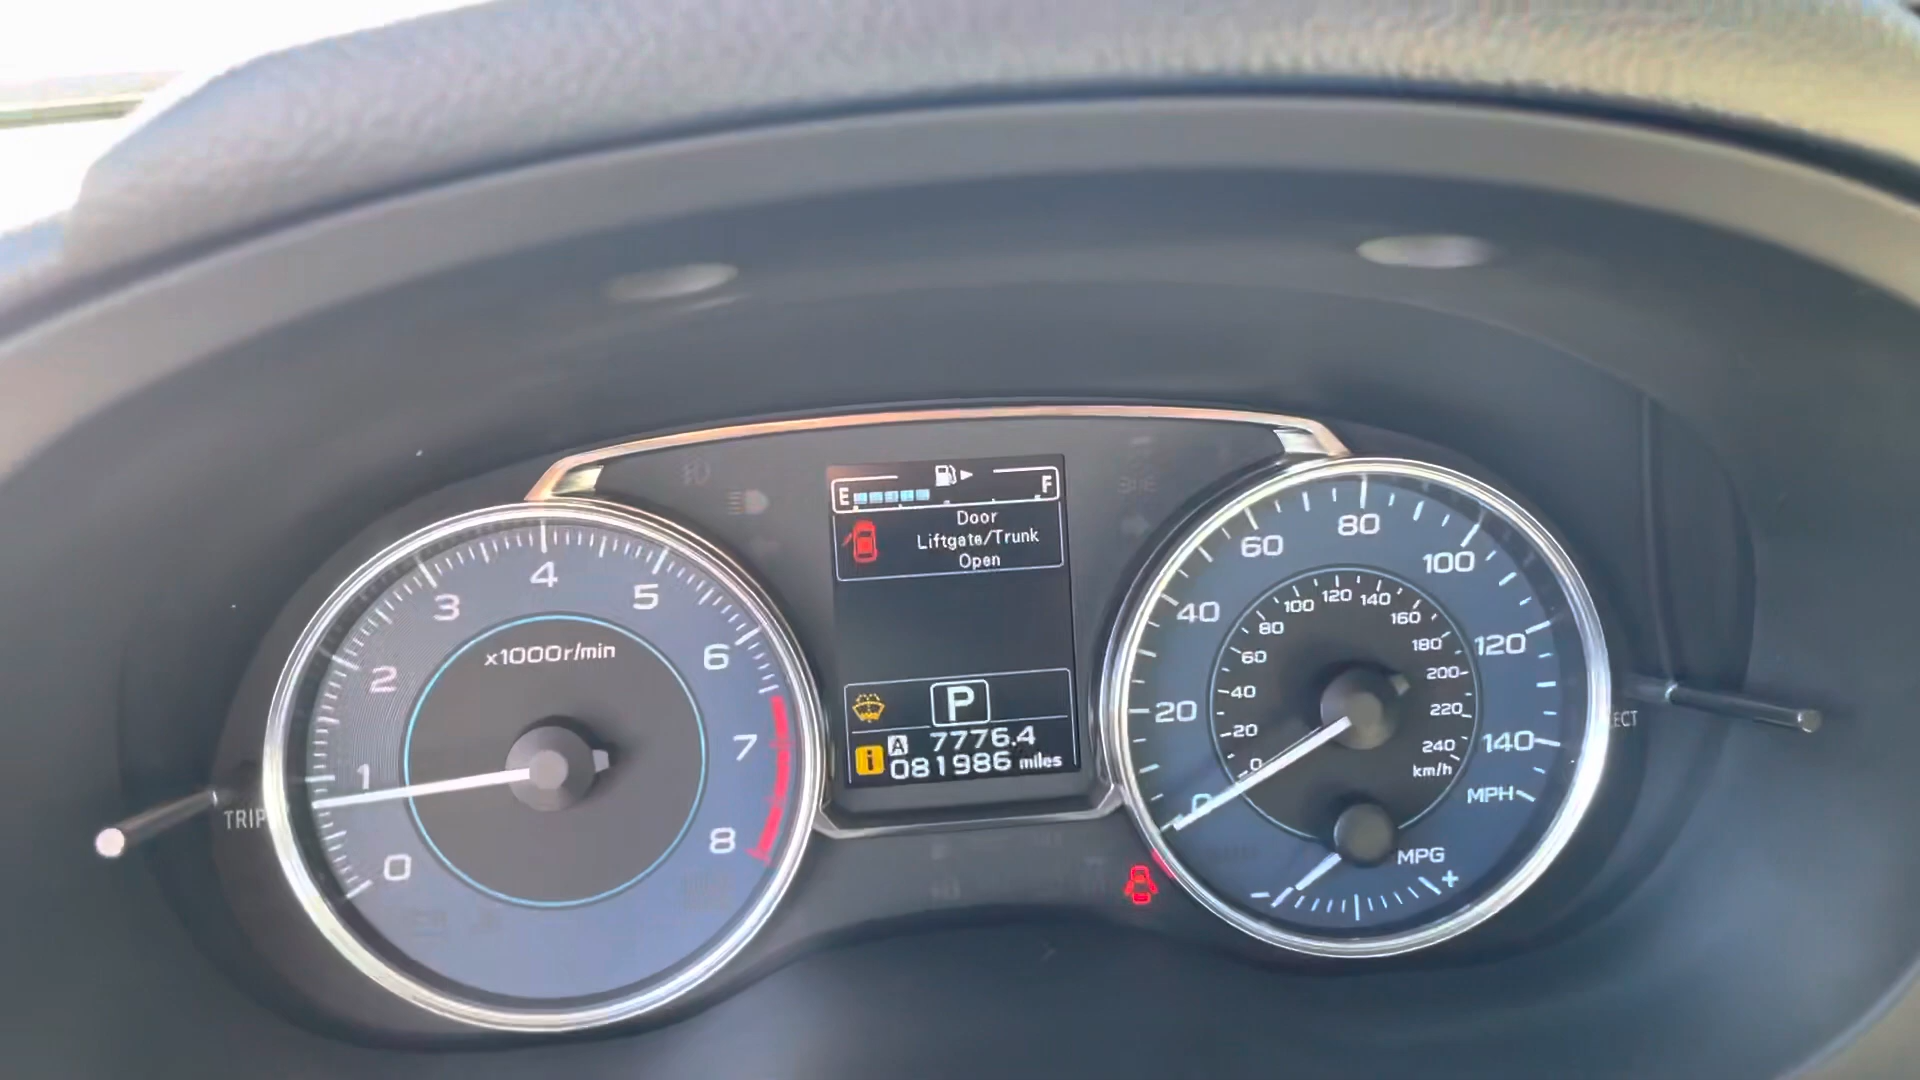 E F
Door
Liftgate/Trunk
Open
P
A 7776.4
i 081986 miles
x1000r/min
0
1
2
3
4
5
6
7
8
TRIP
0
20
40
60
80
100
120
140
MPH
0
20
40
60
80
100
120
140
160
180
200
220
240
km/h
MPG
- +
ECT